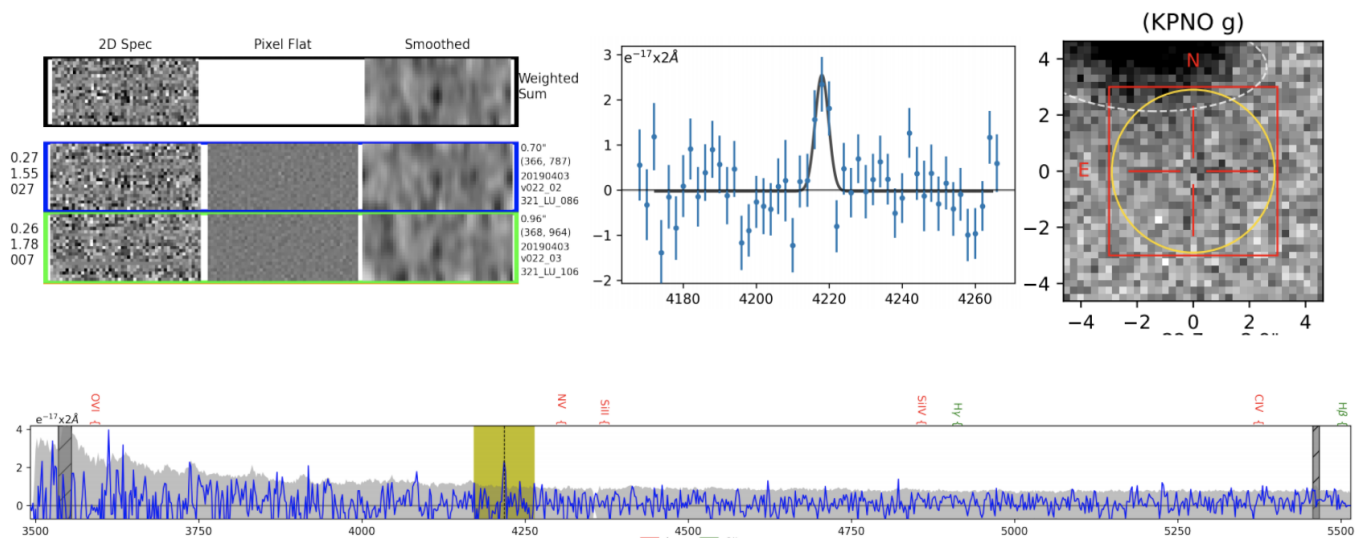 2D Spec Pixel Flat Smoothed
Weighted
Sum
0.27
1.55
027
0.70"
(366, 787)
20190403
v022_02
321_LU_086
0.26
1.78
007
0.96"
(368, 964)
20190403
v022_03
321_LU_106
e⁻¹⁷x2Å
3
2
1
0
−1
−2
4180 4200 4220 4240 4260
(KPNO g)
N
E
4
2
0
−2
−4
−4 −2 0 2 4
OVI { NV { SiII { SiIV { Hγ { CIV { Hβ {
e⁻¹⁷x2Å
4
2
0
3500 3750 4000 4250 4500 4750 5000 5250 5500